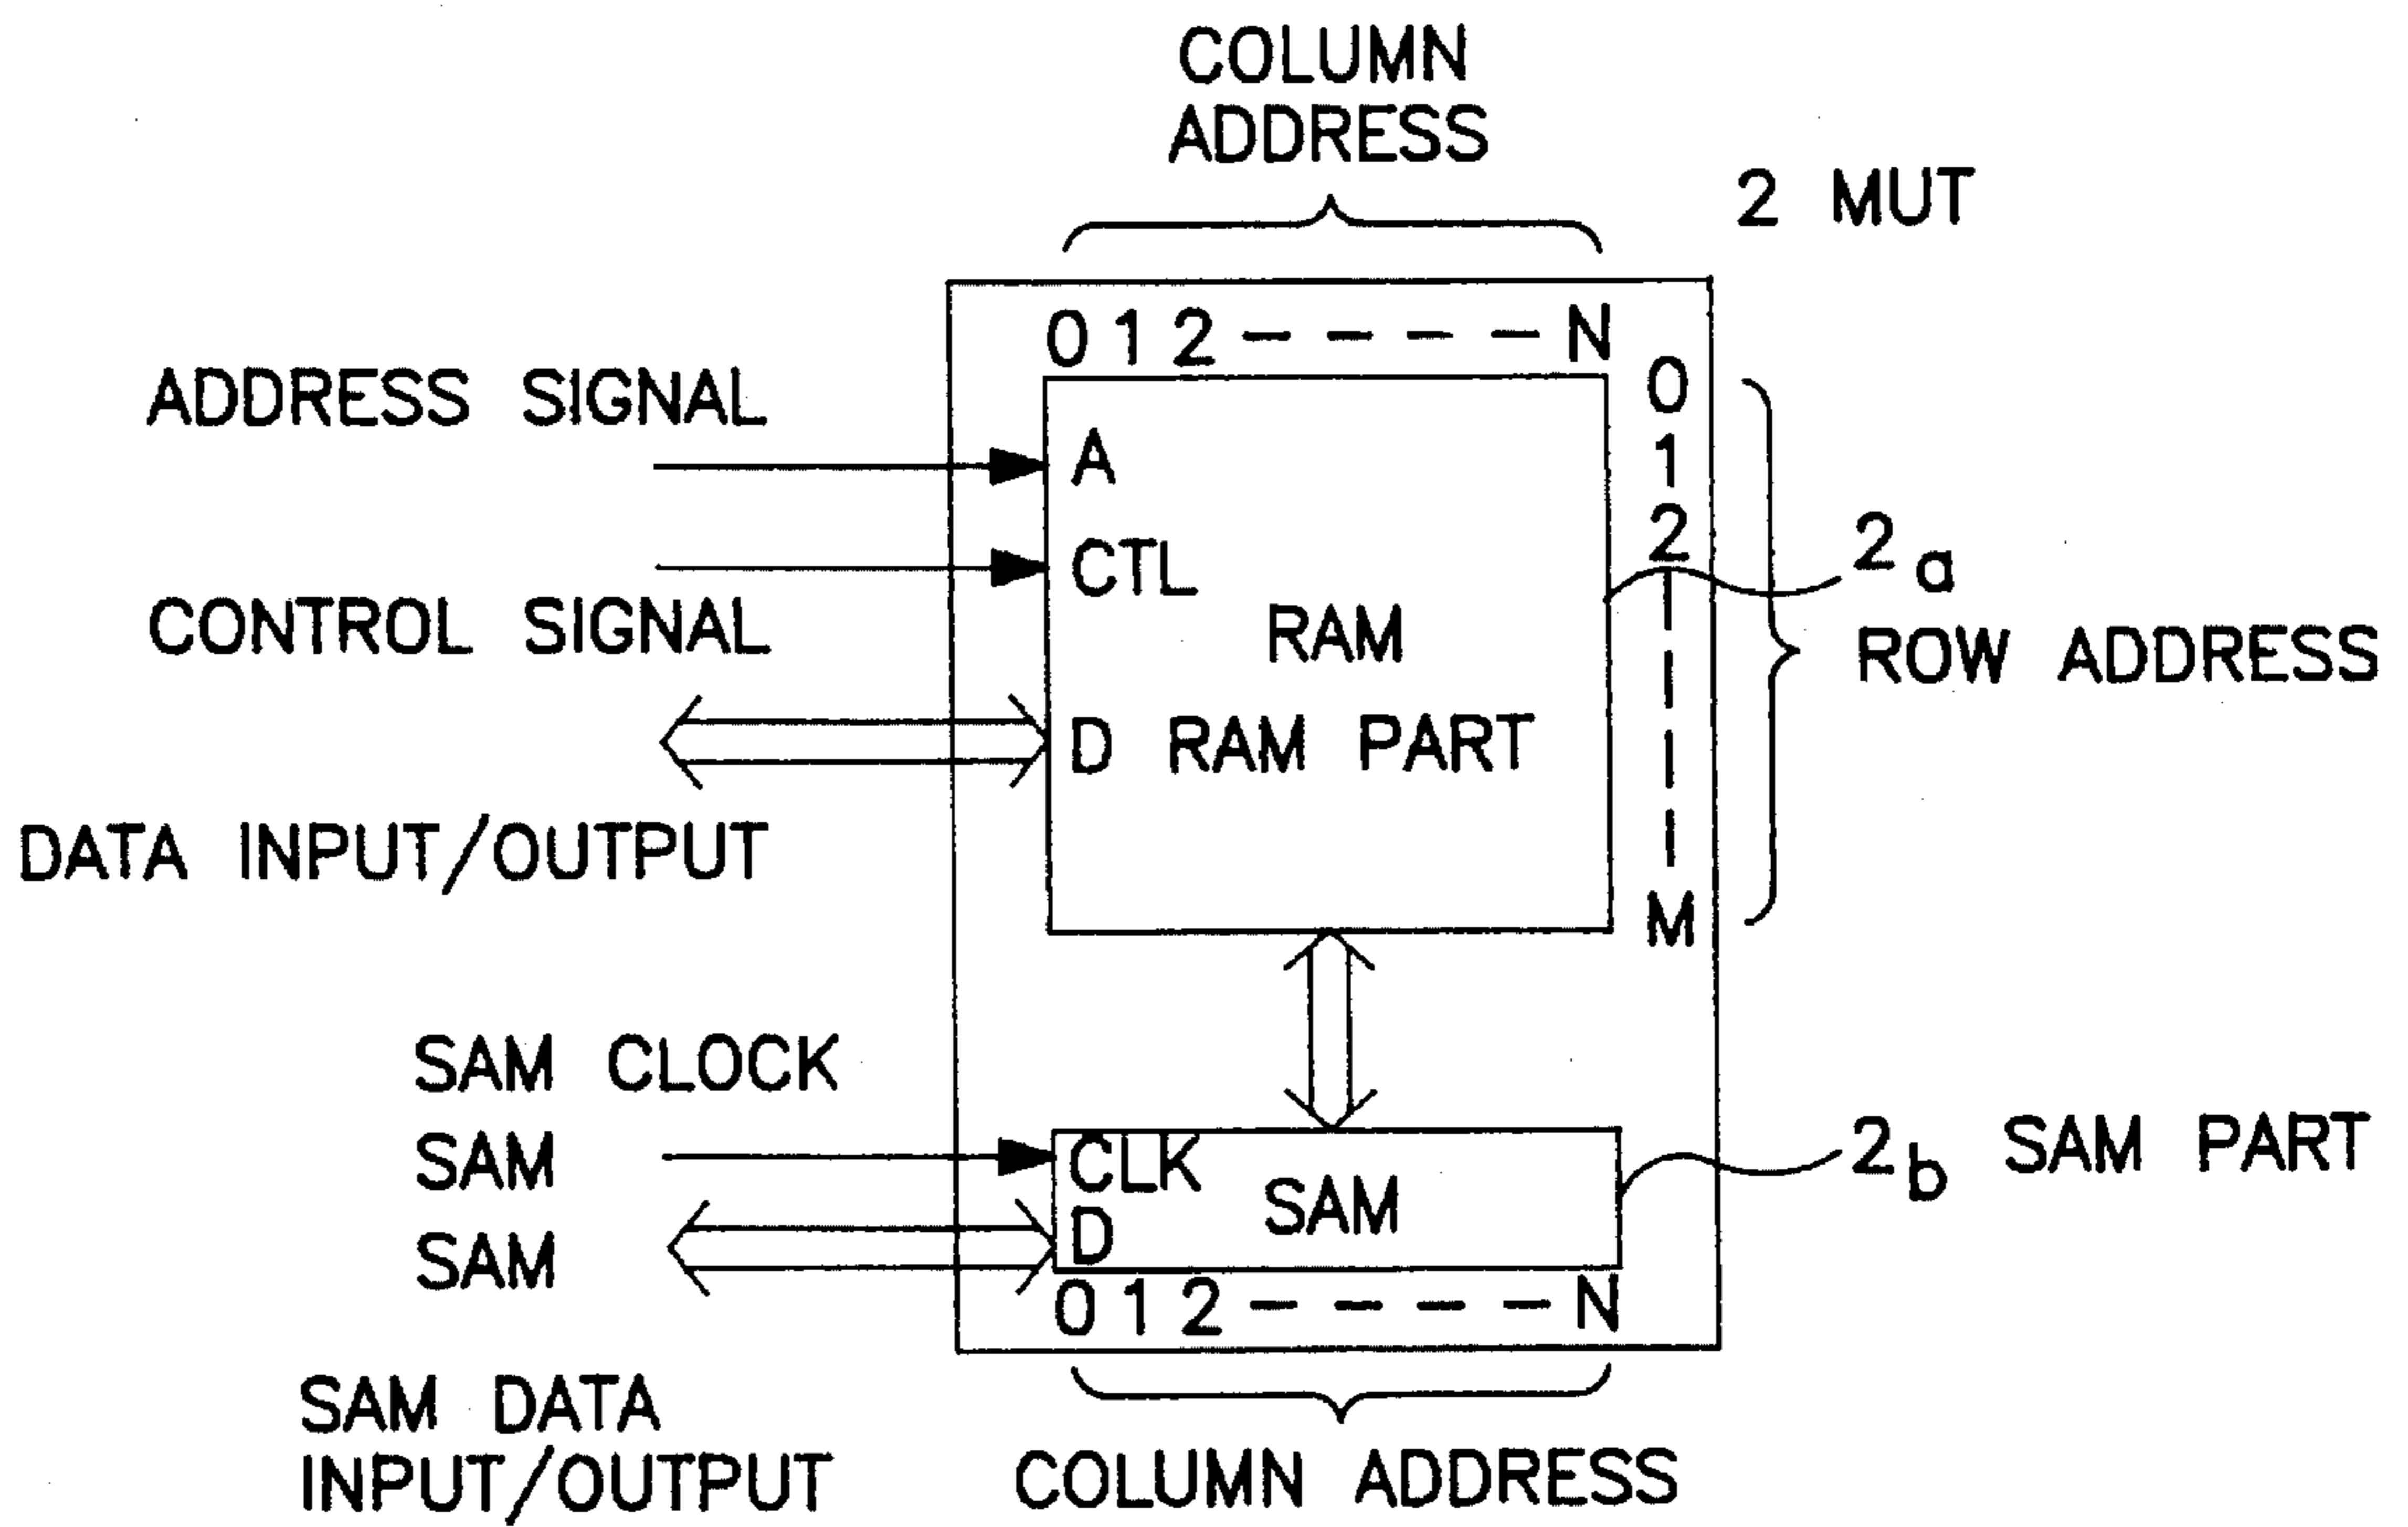 COLUMN
ADDRESS
2 MUT
0 1 2 - - - - N
ADDRESS SIGNAL
A
CONTROL SIGNAL
CTL
RAM
D RAM PART
DATA INPUT/OUTPUT
0
1
2
|
|
|
|
M
2a
ROW ADDRESS
SAM CLOCK
SAM
SAM
CLK
D
SAM
2b SAM PART
0 1 2 - - - - N
SAM DATA
INPUT/OUTPUT
COLUMN ADDRESS